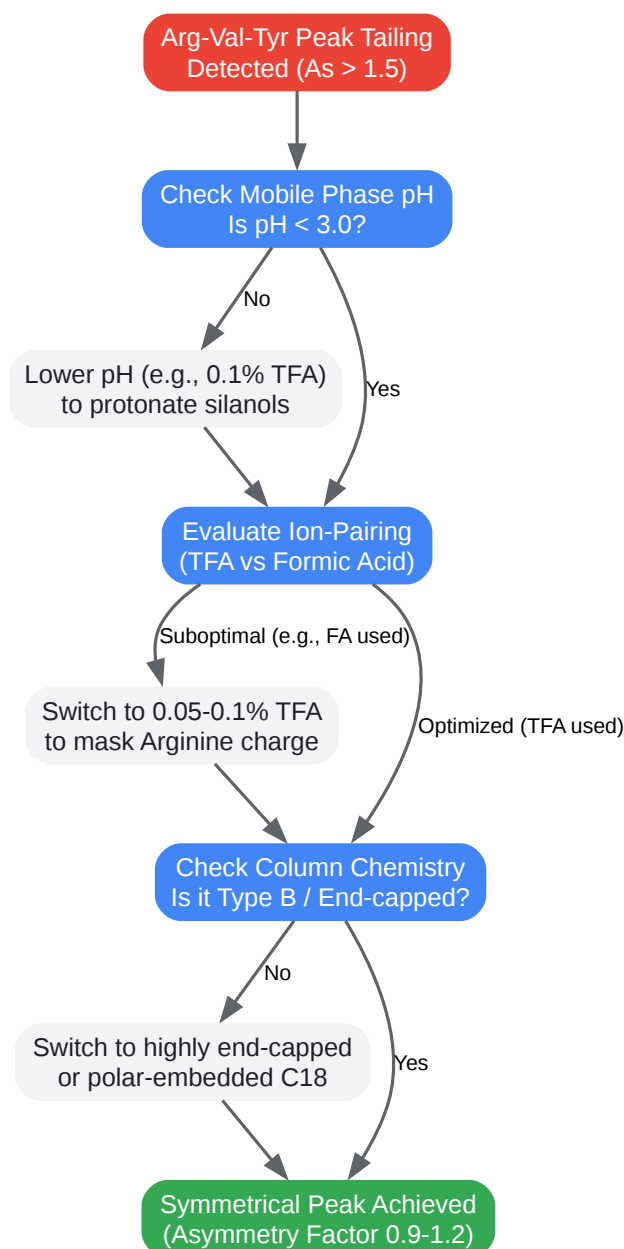 Arg-Val-Tyr Peak Tailing
Detected (As > 1.5)
Check Mobile Phase pH
Is pH < 3.0?
No
Lower pH (e.g., 0.1% TFA)
to protonate silanols
Yes
Evaluate Ion-Pairing
(TFA vs Formic Acid)
Suboptimal (e.g., FA used)
Switch to 0.05-0.1% TFA
to mask Arginine charge
Optimized (TFA used)
Check Column Chemistry
Is it Type B / End-capped?
No
Switch to highly end-capped
or polar-embedded C18
Yes
Symmetrical Peak Achieved
(Asymmetry Factor 0.9-1.2)